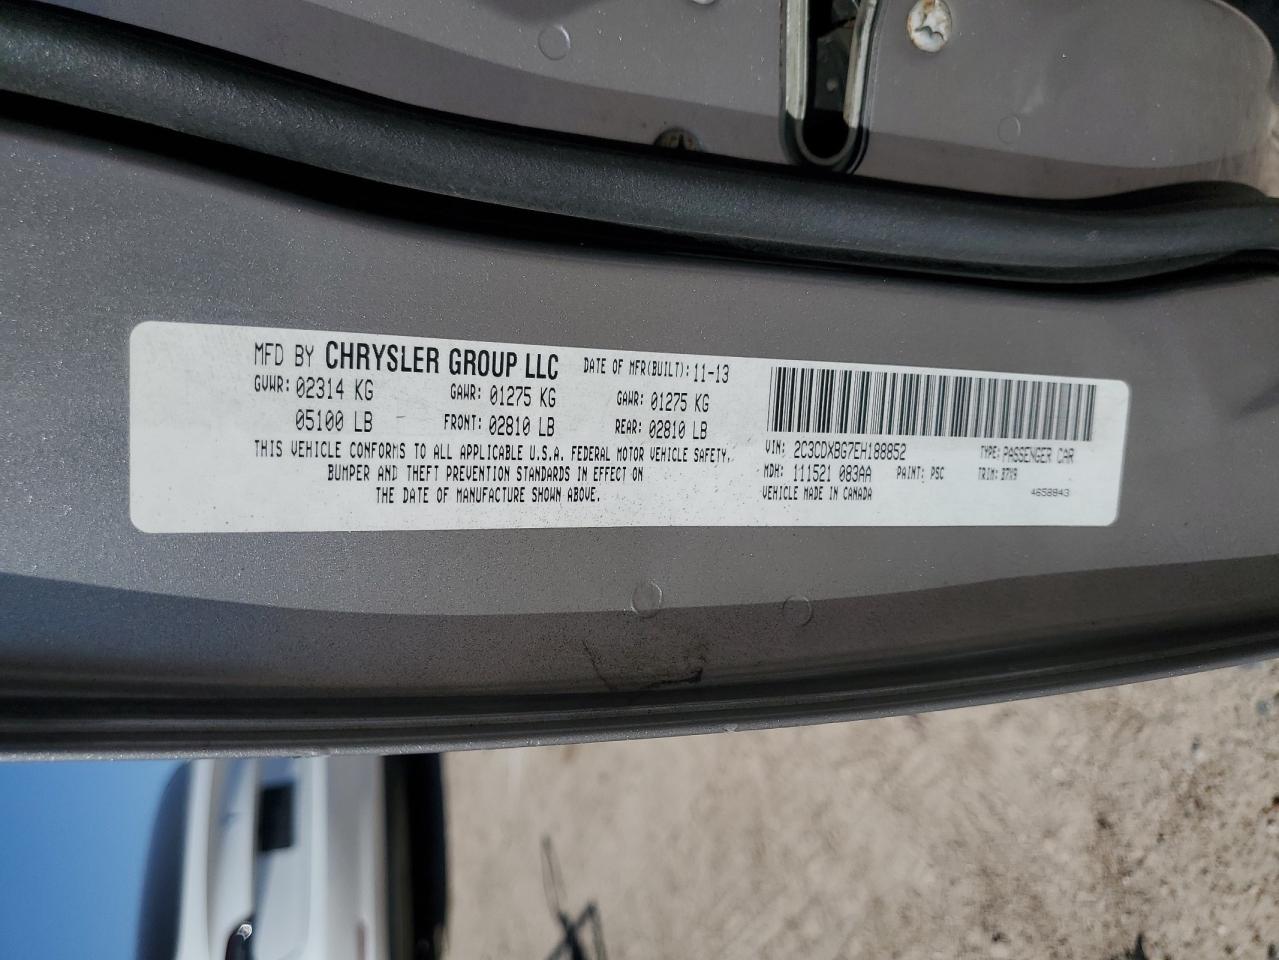 MFD BY CHRYSLER GROUP LLC DATE OF MFR(BUILT): 11-13
GVWR: 02314 KG GAWR: 01275 KG GAWR: 01275 KG
05100 LB FRONT: 02810 LB REAR: 02810 LB
THIS VEHICLE CONFORMS TO ALL APPLICABLE U.S.A. FEDERAL MOTOR VEHICLE SAFETY,
BUMPER AND THEFT PREVENTION STANDARDS IN EFFECT ON
THE DATE OF MANUFACTURE SHOWN ABOVE.
VIN: 2C3CDXBG7EH188852 TYPE: PASSENGER CAR
MDH: 111521 083AA PAINT: PSC TRIM: B7X9
VEHICLE MADE IN CANADA 4658843